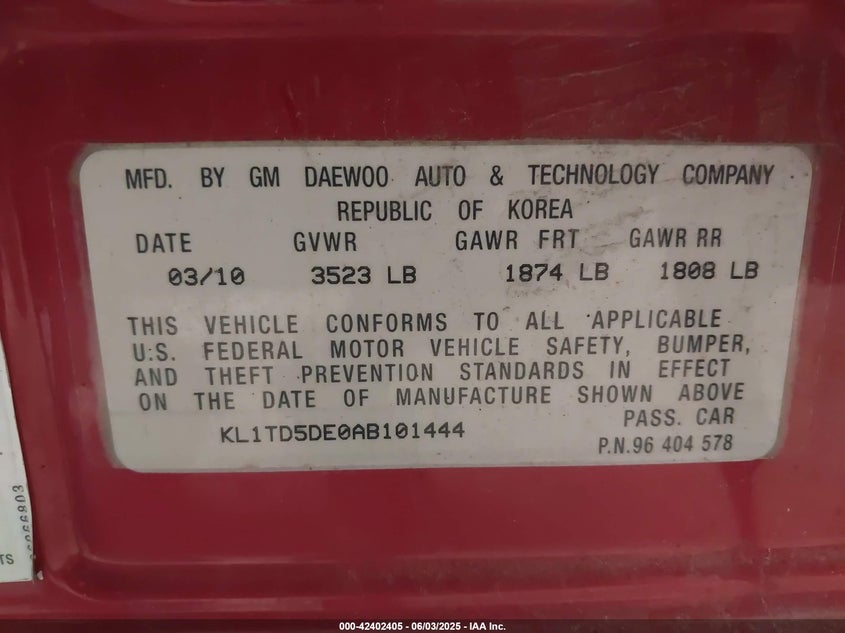 MFD. BY GM DAEWOO AUTO & TECHNOLOGY COMPANY
REPUBLIC OF KOREA
DATE GVWR GAWR FRT GAWR RR
03/10 3523 LB 1874 LB 1808 LB
THIS VEHICLE CONFORMS TO ALL APPLICABLE
U.S. FEDERAL MOTOR VEHICLE SAFETY, BUMPER,
AND THEFT PREVENTION STANDARDS IN EFFECT
ON THE DATE OF MANUFACTURE SHOWN ABOVE
PASS. CAR
KL1TD5DE0AB101444
P.N.96 404 578
TS
000-42402405 - 06/03/2025 - IAA Inc.